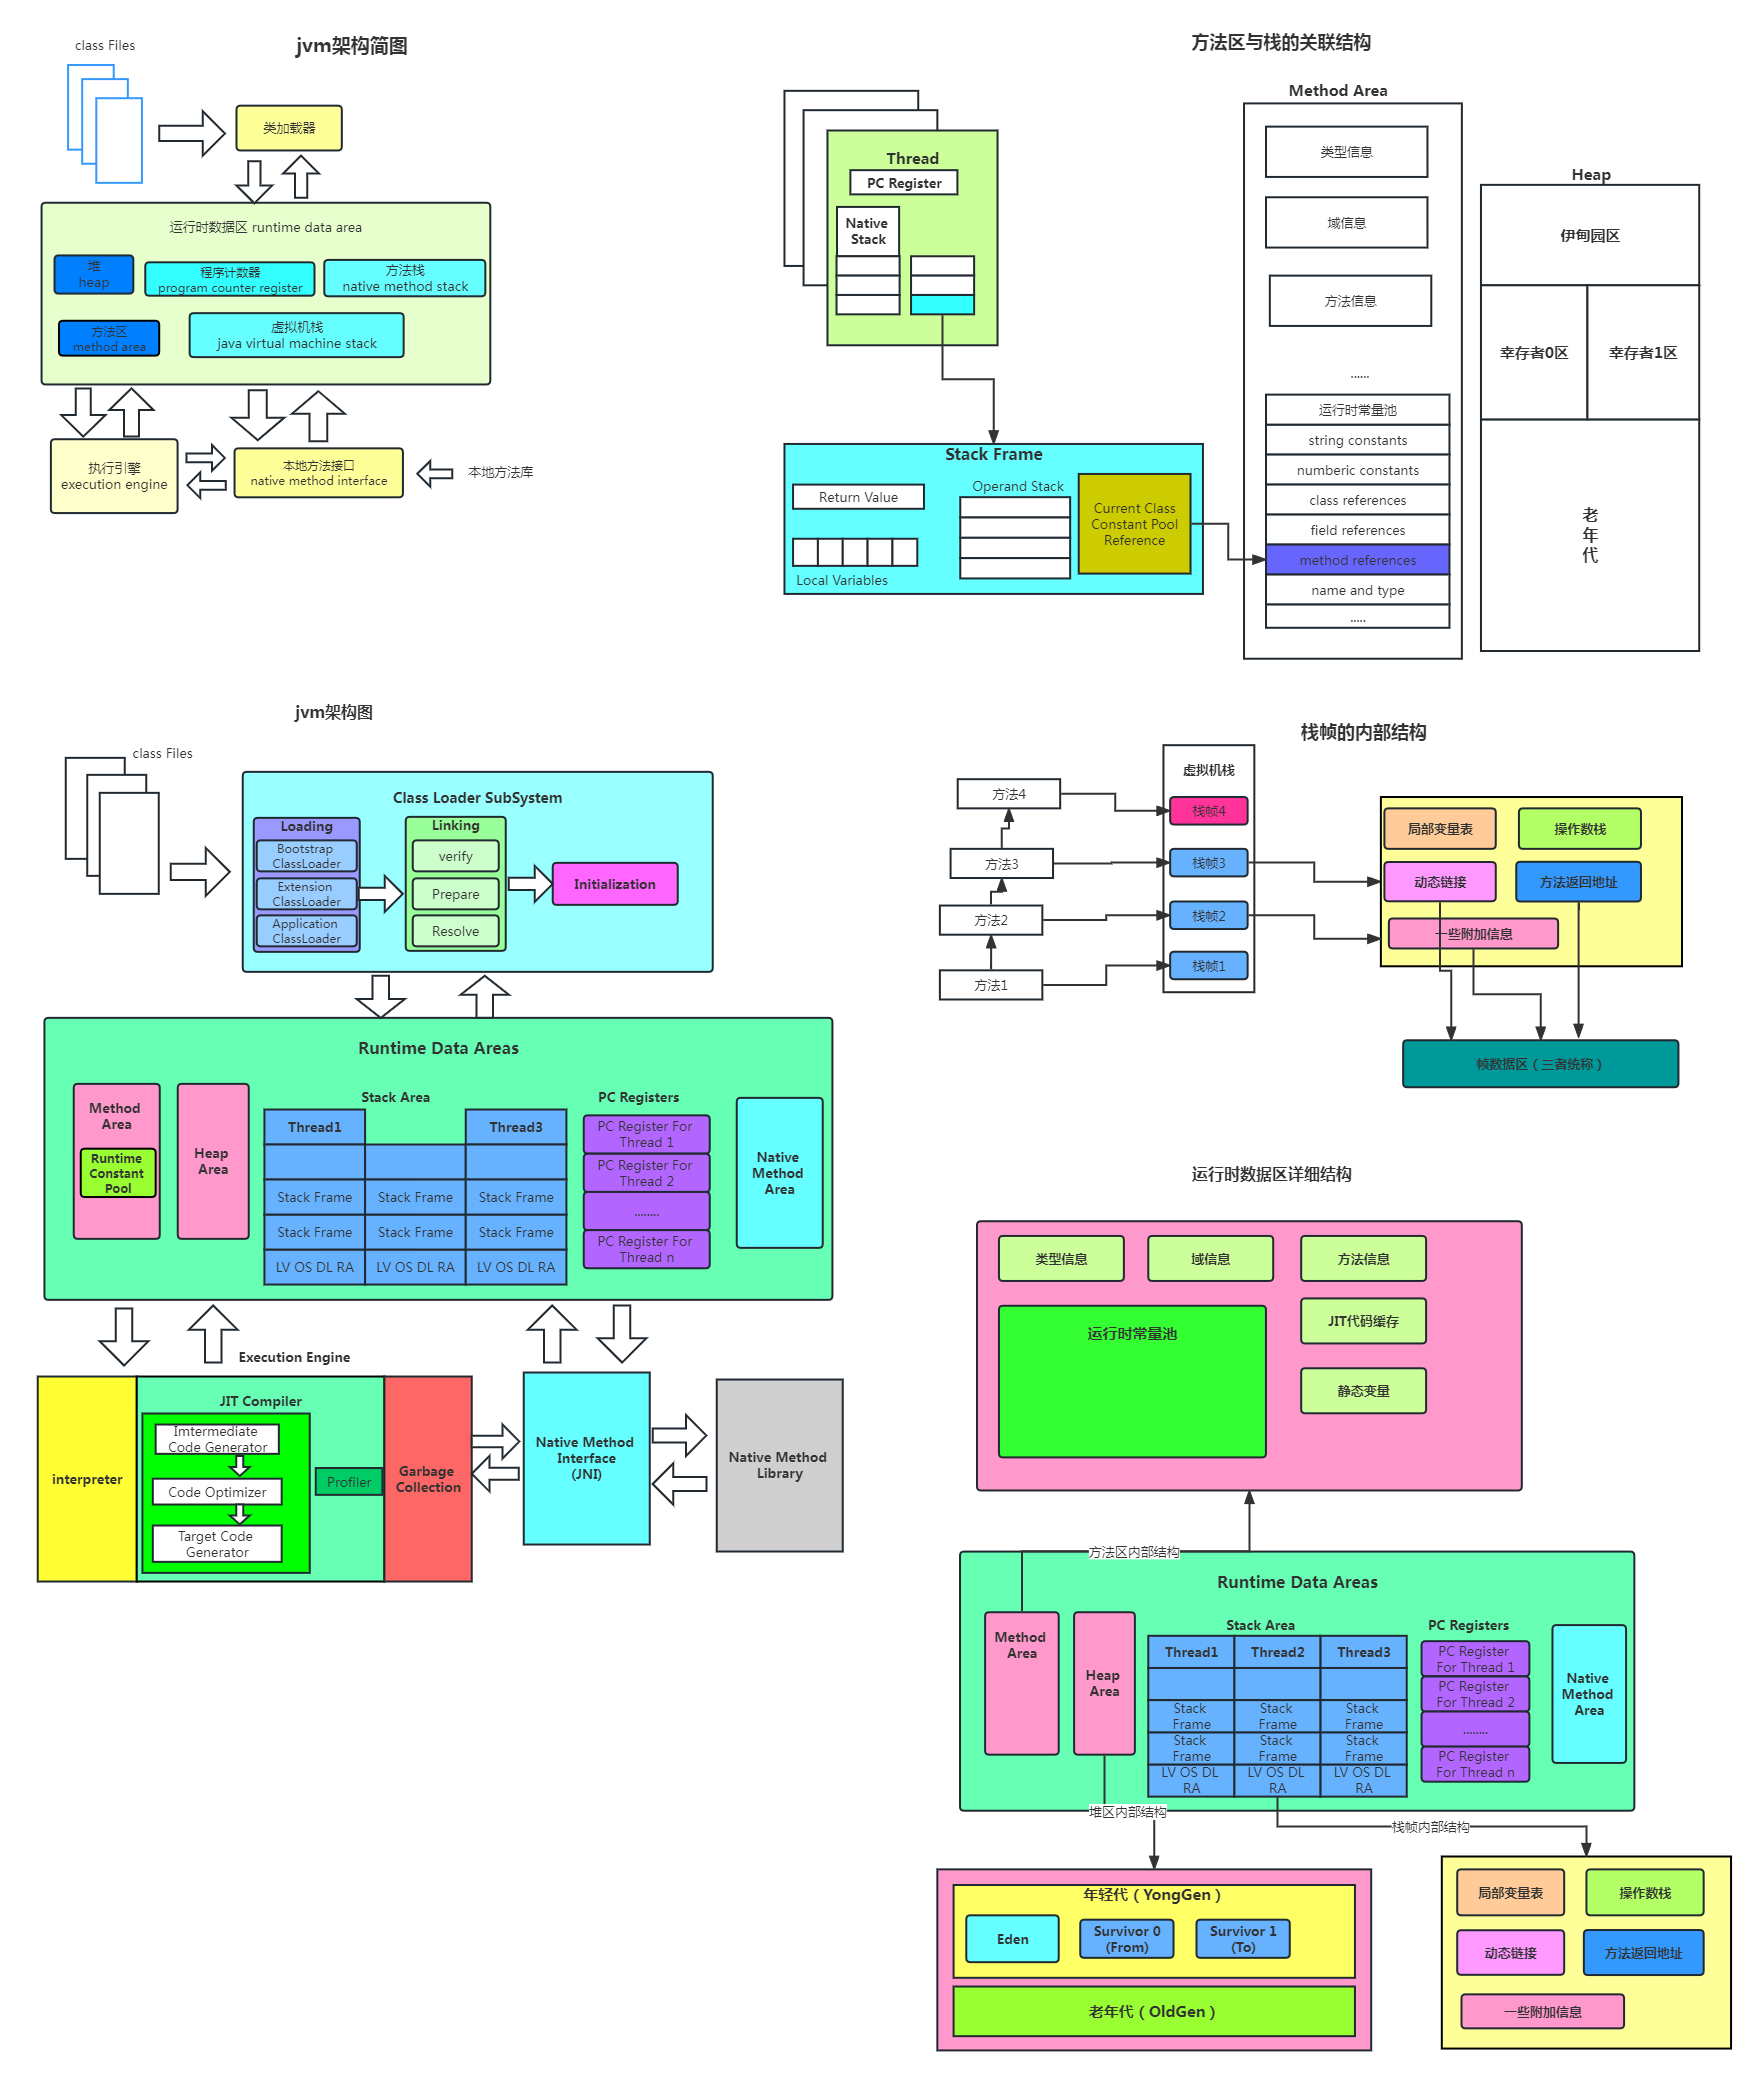 class Files
jvm架构简图
类加载器
运行时数据区 runtime data area
堆
heap
程序计数器
program counter register
方法栈
native method stack
方法区
method area
虚拟机栈
java virtual machine stack
执行引擎
execution engine
本地方法接口
native method interface
本地方法库
方法区与栈的关联结构
Thread
PC Register
Native
Stack
Method Area
类型信息
域信息
方法信息
......
运行时常量池
string constants
numberic constants
class references
field references
method references
name and type
.....
Heap
伊甸园区
幸存者0区
幸存者1区
老
年
代
Stack Frame
Return Value
Local Variables
Operand Stack
Current Class
Constant Pool
Reference
jvm架构图
class Files
Class Loader SubSystem
Loading
Bootstrap
ClassLoader
Extension
ClassLoader
Application
ClassLoader
Linking
verify
Prepare
Resolve
Initialization
Runtime Data Areas
Method
Area
Runtime
Constant
Pool
Heap
Area
Stack Area
Thread1
Thread3
Stack Frame
Stack Frame
Stack Frame
Stack Frame
Stack Frame
Stack Frame
LV OS DL RA
LV OS DL RA
LV OS DL RA
PC Registers
PC Register For
Thread 1
PC Register For
Thread 2
........
PC Register For
Thread n
Native
Method
Area
Execution Engine
interpreter
JIT Compiler
Imtermediate
Code Generator
Code Optimizer
Target Code
Generator
Profiler
Garbage
Collection
Native Method
Interface
(JNI)
Native Method
Library
栈帧的内部结构
虚拟机栈
方法4
方法3
方法2
方法1
栈帧4
栈帧3
栈帧2
栈帧1
局部变量表
操作数栈
动态链接
方法返回地址
一些附加信息
帧数据区（三者统称）
运行时数据区详细结构
类型信息
域信息
方法信息
运行时常量池
JIT代码缓存
静态变量
方法区内部结构
Runtime Data Areas
Method
Area
Heap
Area
Stack Area
Thread1
Thread2
Thread3
Stack
Frame
Stack
Frame
Stack
Frame
Stack
Frame
Stack
Frame
Stack
Frame
LV OS DL
RA
LV OS DL
RA
LV OS DL
RA
PC Registers
PC Register
For Thread 1
PC Register
For Thread 2
........
PC Register
For Thread n
Native
Method
Area
堆区内部结构
栈帧内部结构
年轻代（YongGen）
Eden
Survivor 0
(From)
Survivor 1
(To)
老年代（OldGen）
局部变量表
操作数栈
动态链接
方法返回地址
一些附加信息